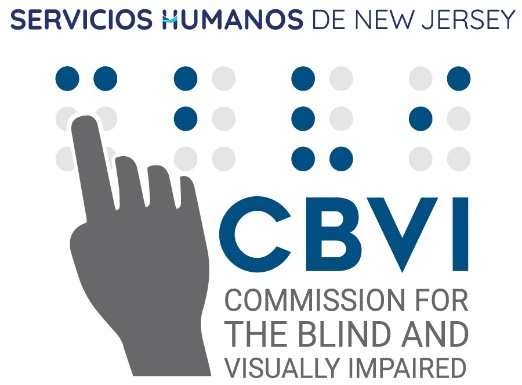 SERVICIOS HUMANOS DE NEW JERSEY
CBVI
COMMISSION FOR
THE BLIND AND
VISUALLY IMPAIRED